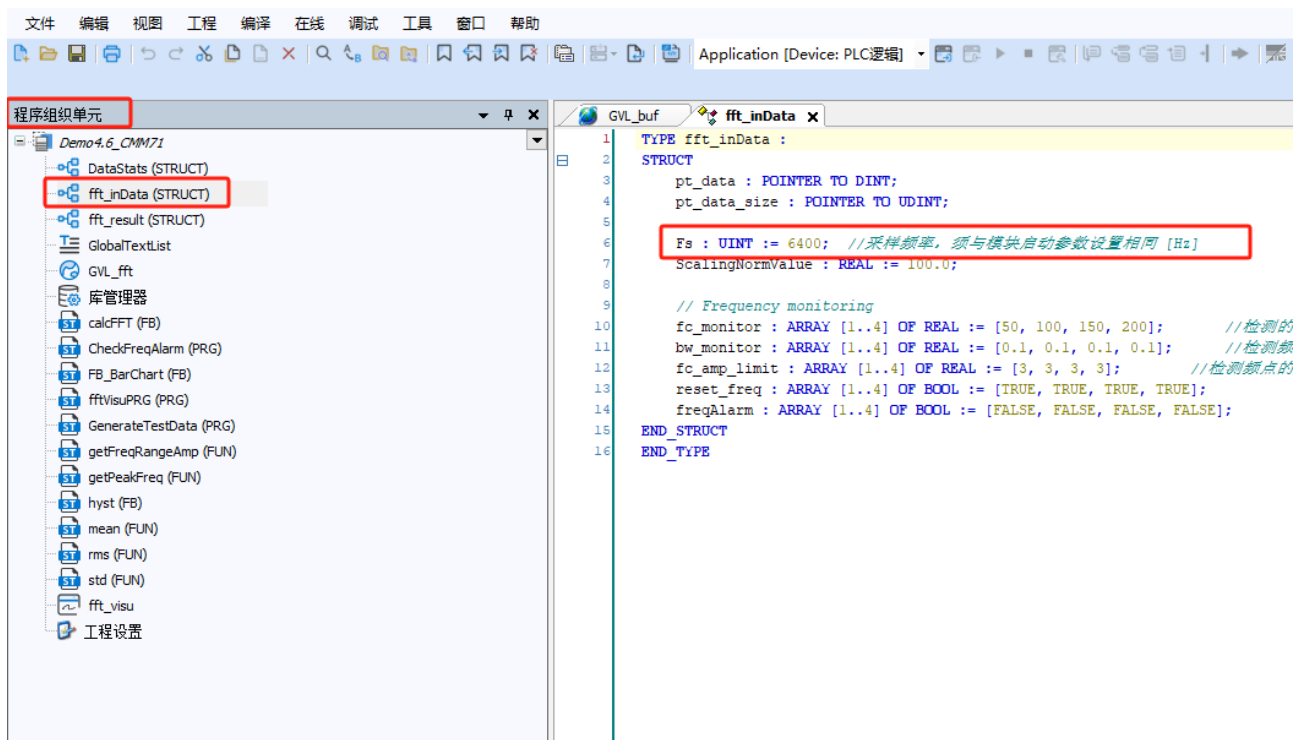 文件 编辑 视图 工程 编译 在线 调试 工具 窗口 帮助
Application [Device: PLC逻辑]
程序组织单元
Demo4.6_CMM71
DataStats (STRUCT)
fft_inData (STRUCT)
fft_result (STRUCT)
GlobalTextList
GVL_fft
库管理器
calcFFT (FB)
CheckFreqAlarm (PRG)
FB_BarChart (FB)
fftVisuPRG (PRG)
GenerateTestData (PRG)
getFreqRangeAmp (FUN)
getPeakFreq (FUN)
hyst (FB)
mean (FUN)
rms (FUN)
std (FUN)
fft_visu
工程设置
GVL_buf fft_inData
1 TYPE fft_inData :
2 STRUCT
3 pt_data : POINTER TO DINT;
4 pt_data_size : POINTER TO UDINT;
5
6 Fs : UINT := 6400; //采样频率，须与模块启动参数设置相同 [Hz]
7 ScalingNormValue : REAL := 100.0;
8
9 // Frequency monitoring
10 fc_monitor : ARRAY [1..4] OF REAL := [50, 100, 150, 200]; //检测的
11 bw_monitor : ARRAY [1..4] OF REAL := [0.1, 0.1, 0.1, 0.1]; //检测频
12 fc_amp_limit : ARRAY [1..4] OF REAL := [3, 3, 3, 3]; //检测频点的
13 reset_freq : ARRAY [1..4] OF BOOL := [TRUE, TRUE, TRUE, TRUE];
14 freqAlarm : ARRAY [1..4] OF BOOL := [FALSE, FALSE, FALSE, FALSE];
15 END_STRUCT
16 END_TYPE